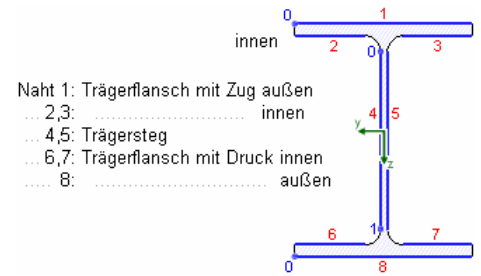 0
1
innen
2
3
0
Naht 1: Trägerflansch mit Zug außen
... 2,3: ............................ innen
... 4,5: Trägersteg
... 6,7: Trägerflansch mit Druck innen
..... 8: ............................ außen
4
5
y
z
1
6
7
0
8